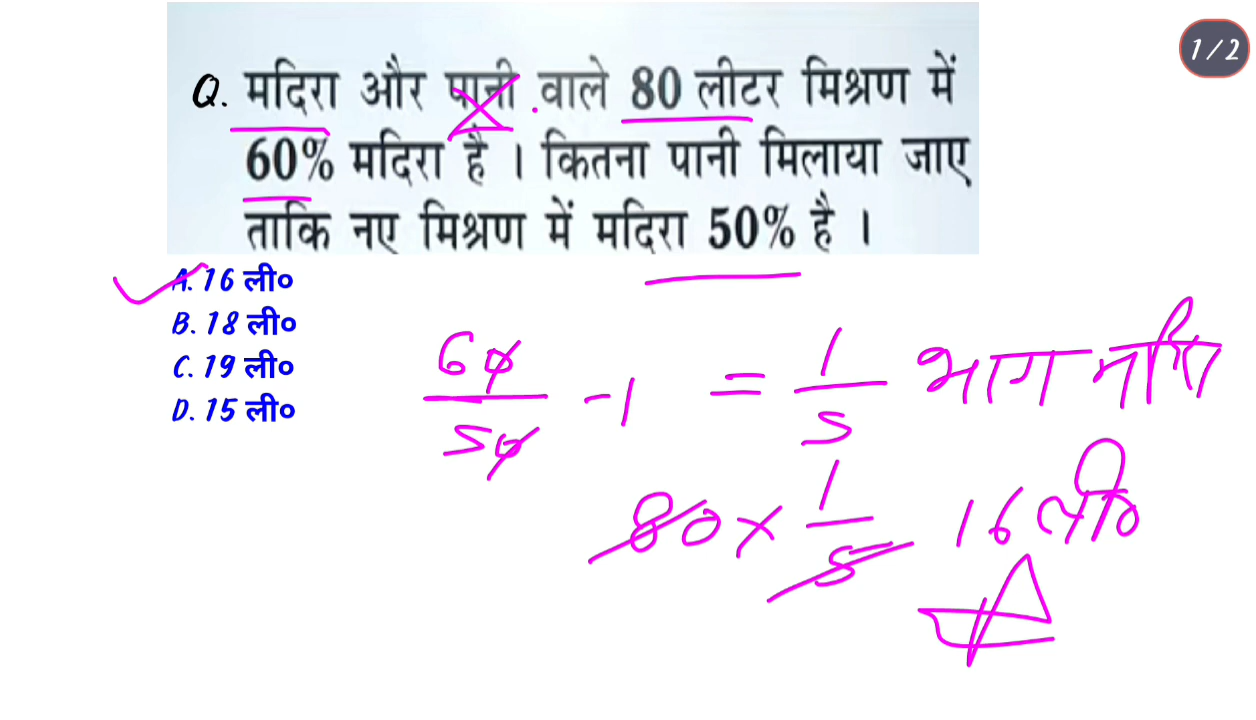 1/2
Q. मदिरा और पानी वाले 80 लीटर मिश्रण में
60% मदिरा है । कितना पानी मिलाया जाए
ताकि नए मिश्रण में मदिरा 50% है ।
A. 16 ली०
B. 18 ली०
C. 19 ली०
D. 15 ली०
60/50 - 1 = 1/5 भाग
80 × 1/5 16 ली०